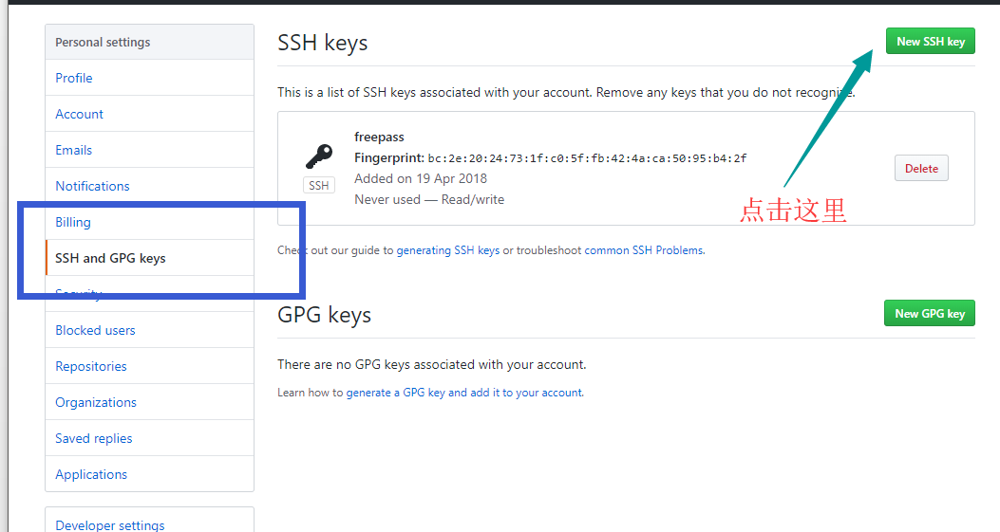 Personal settings
Profile
Account
Emails
Notifications
Billing
SSH and GPG keys
Security
Blocked users
Repositories
Organizations
Saved replies
Applications
Developer settings
SSH keys
New SSH key
This is a list of SSH keys associated with your account. Remove any keys that you do not recognize.
freepass
Fingerprint: bc:2e:20:24:73:1f:c0:5f:fb:42:4a:ca:50:95:b4:2f
SSH
Added on 19 Apr 2018
Never used — Read/write
Delete
点击这里
Check out our guide to generating SSH keys or troubleshoot common SSH Problems.
GPG keys
New GPG key
There are no GPG keys associated with your account.
Learn how to generate a GPG key and add it to your account.